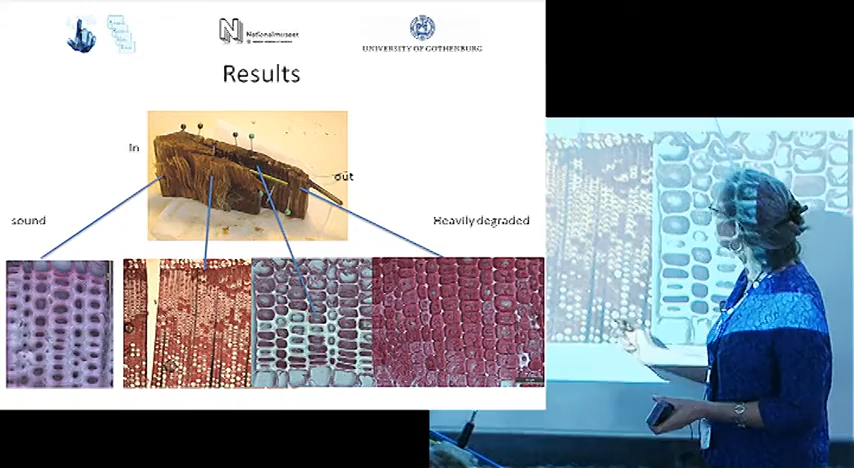 Nationalmuseet
UNIVERSITY OF GOTHENBURG
Results
In
out
sound
Heavily degraded